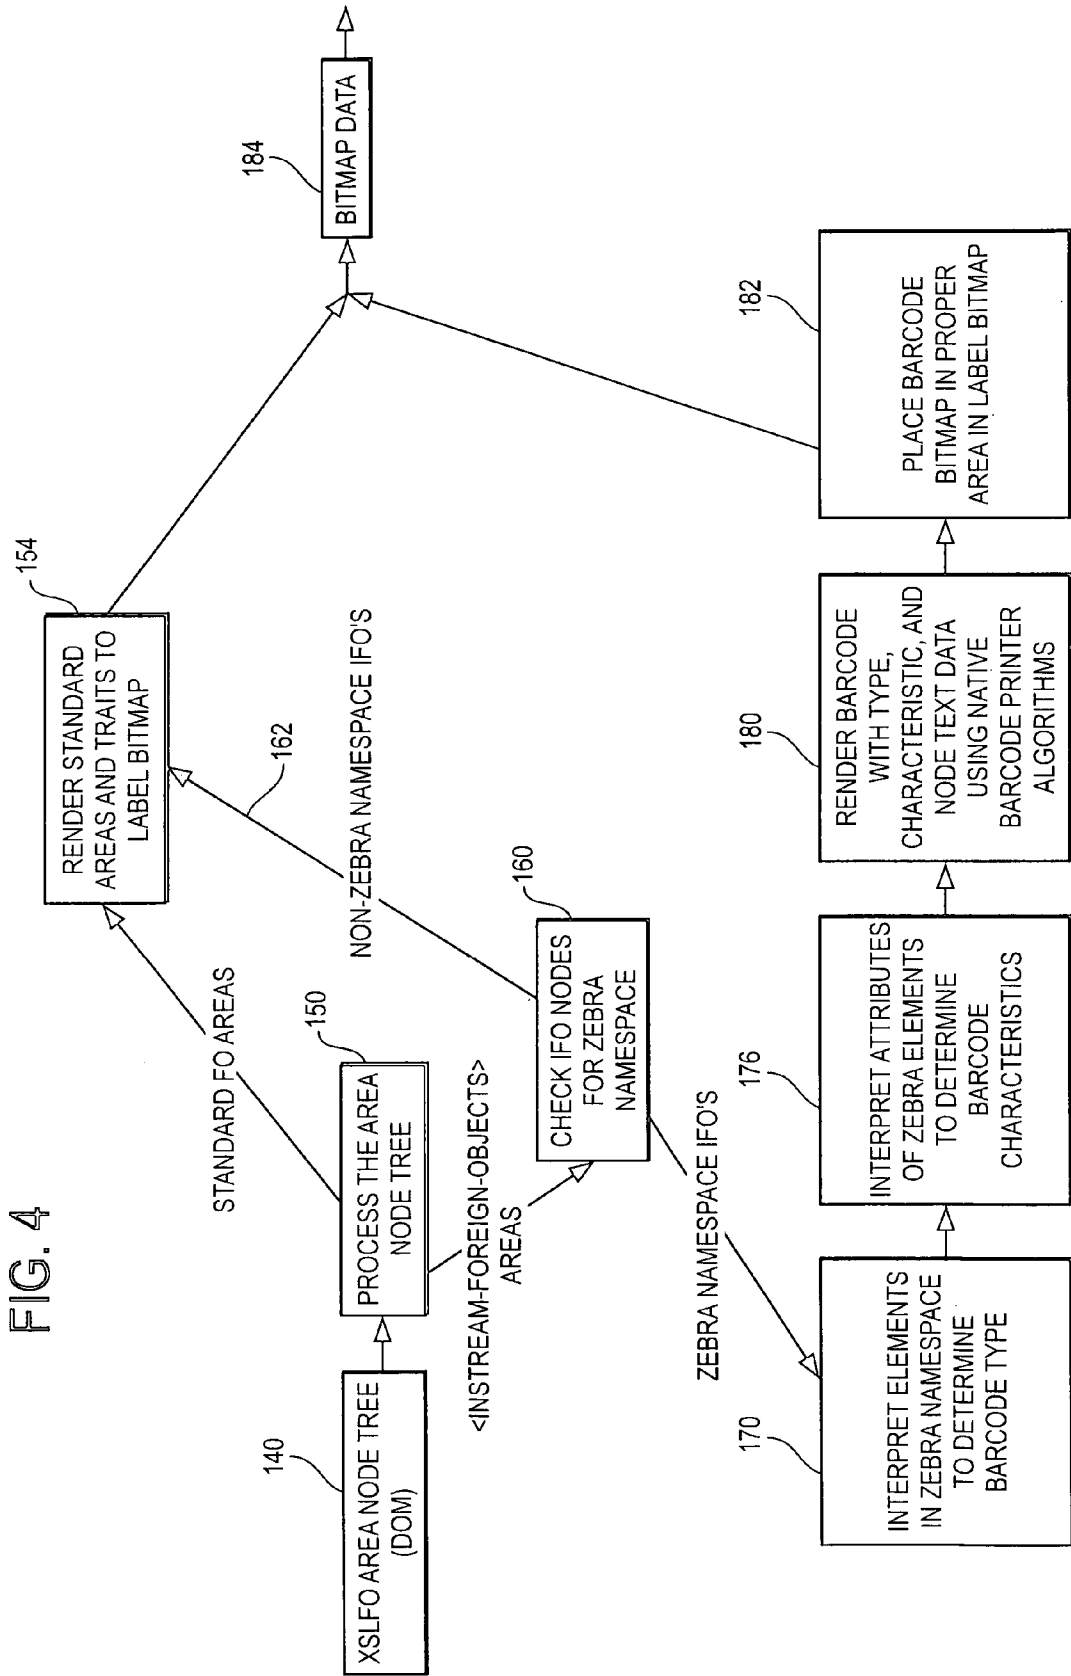 FIG. 4
140
XSLFO AREA NODE TREE
(DOM)
150
PROCESS THE AREA
NODE TREE
STANDARD FO AREAS
154
RENDER STANDARD
AREAS AND TRAITS TO
LABEL BITMAP
<INSTREAM-FOREIGN-OBJECTS>
AREAS
160
CHECK IFO NODES
FOR ZEBRA
NAMESPACE
162
NON-ZEBRA NAMESPACE IFO'S
ZEBRA NAMESPACE IFO'S
170
INTERPRET ELEMENTS
IN ZEBRA NAMESPACE
TO DETERMINE
BARCODE TYPE
176
INTERPRET ATTRIBUTES
OF ZEBRA ELEMENTS
TO DETERMINE
BARCODE
CHARACTERISTICS
180
RENDER BARCODE
WITH TYPE,
CHARACTERISTIC, AND
NODE TEXT DATA
USING NATIVE
BARCODE PRINTER
ALGORITHMS
182
PLACE BARCODE
BITMAP IN PROPER
AREA IN LABEL BITMAP
184
BITMAP DATA